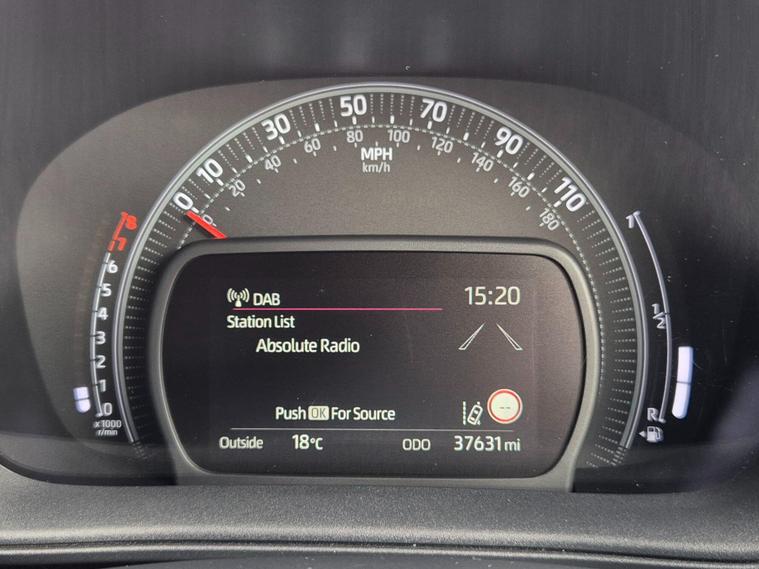 0 10 30 50 70 90 110
0 20 40 60 80 100 120 140 160 180
MPH
km/h
8
7
6
5
4
3
2
1
0
x 1000
r/min
1
1/2
R
DAB
15:20
Station List
Absolute Radio
Push OK For Source
--
Outside 18°C ODO 37631 mi